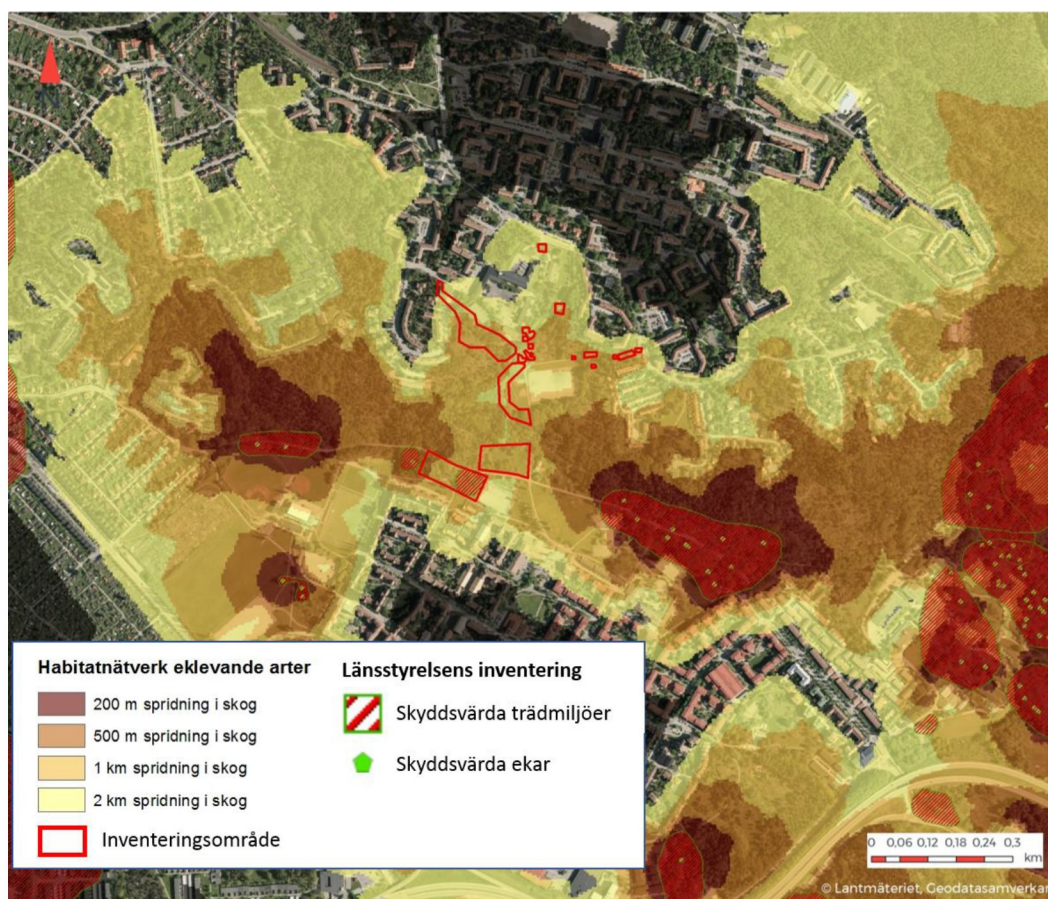 Habitatnätverk eklevande arter
200 m spridning i skog
500 m spridning i skog
1 km spridning i skog
2 km spridning i skog
Inventeringsområde
Länsstyrelsens inventering
Skyddsvärda trädmiljöer
Skyddsvärda ekar
0 0,06 0,12 0,18 0,24 0,3
km
© Lantmäteriet, Geodatasamverkan